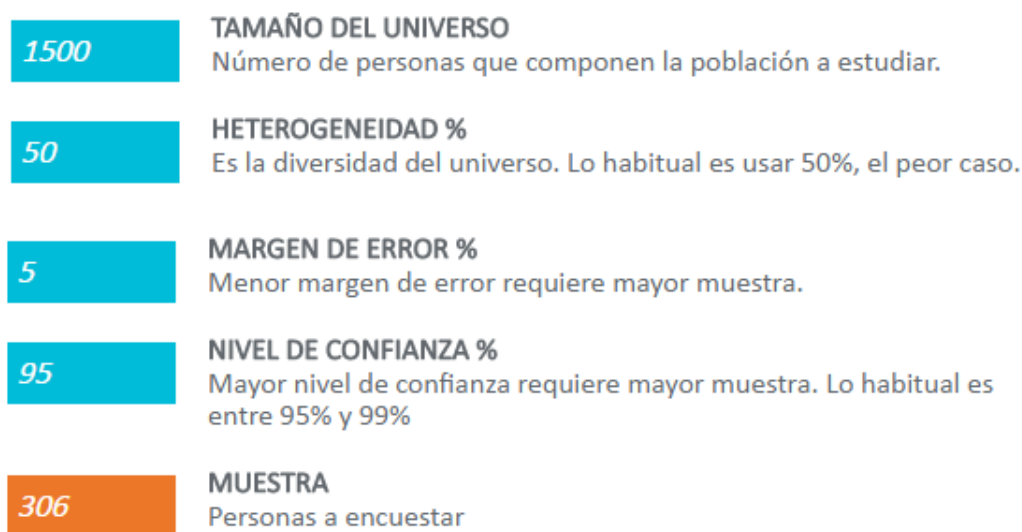 1500
TAMAÑO DEL UNIVERSO
Número de personas que componen la población a estudiar.
50
HETEROGENEIDAD %
Es la diversidad del universo. Lo habitual es usar 50%, el peor caso.
5
MARGEN DE ERROR %
Menor margen de error requiere mayor muestra.
95
NIVEL DE CONFIANZA %
Mayor nivel de confianza requiere mayor muestra. Lo habitual es
entre 95% y 99%
306
MUESTRA
Personas a encuestar